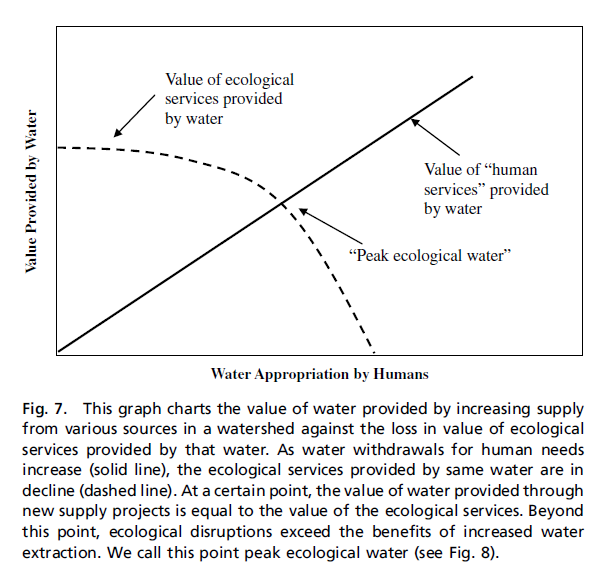 Value of ecological
services provided
by water
Value Provided by Water
Value of “human
services” provided
by water
“Peak ecological water”
Water Appropriation by Humans
Fig. 7. This graph charts the value of water provided by increasing supply
from various sources in a watershed against the loss in value of ecological
services provided by that water. As water withdrawals for human needs
increase (solid line), the ecological services provided by same water are in
decline (dashed line). At a certain point, the value of water provided through
new supply projects is equal to the value of the ecological services. Beyond
this point, ecological disruptions exceed the benefits of increased water
extraction. We call this point peak ecological water (see Fig. 8).